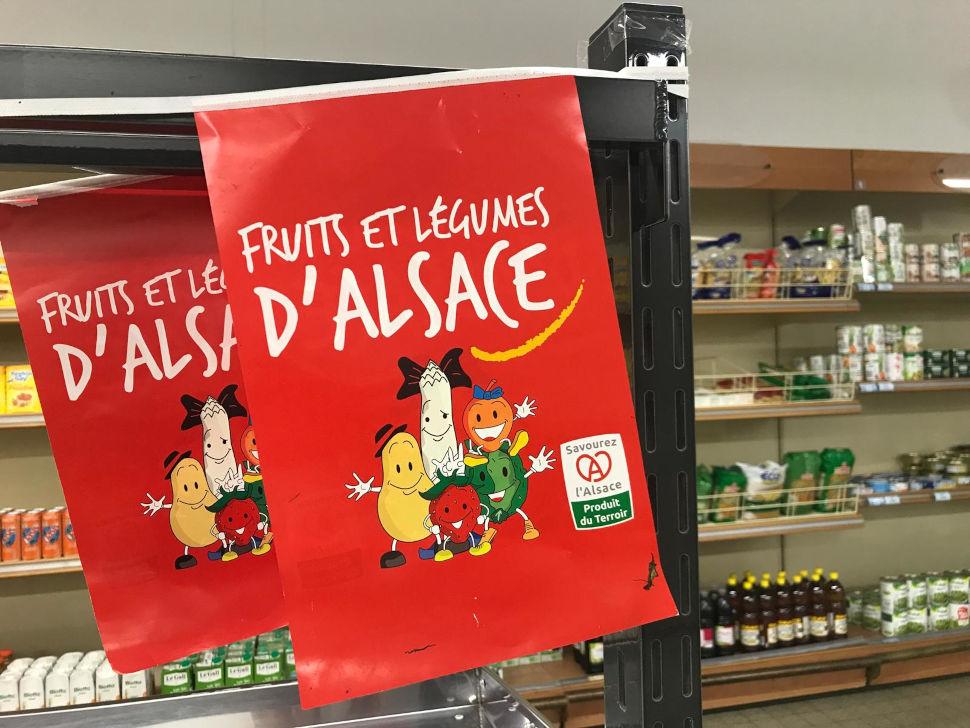 FRUITS ET LÉGUMES
D'ALSACE
Savourez
l'Alsace
Produit
du Terroir
FRUITS ET LÉG
D'ALSA